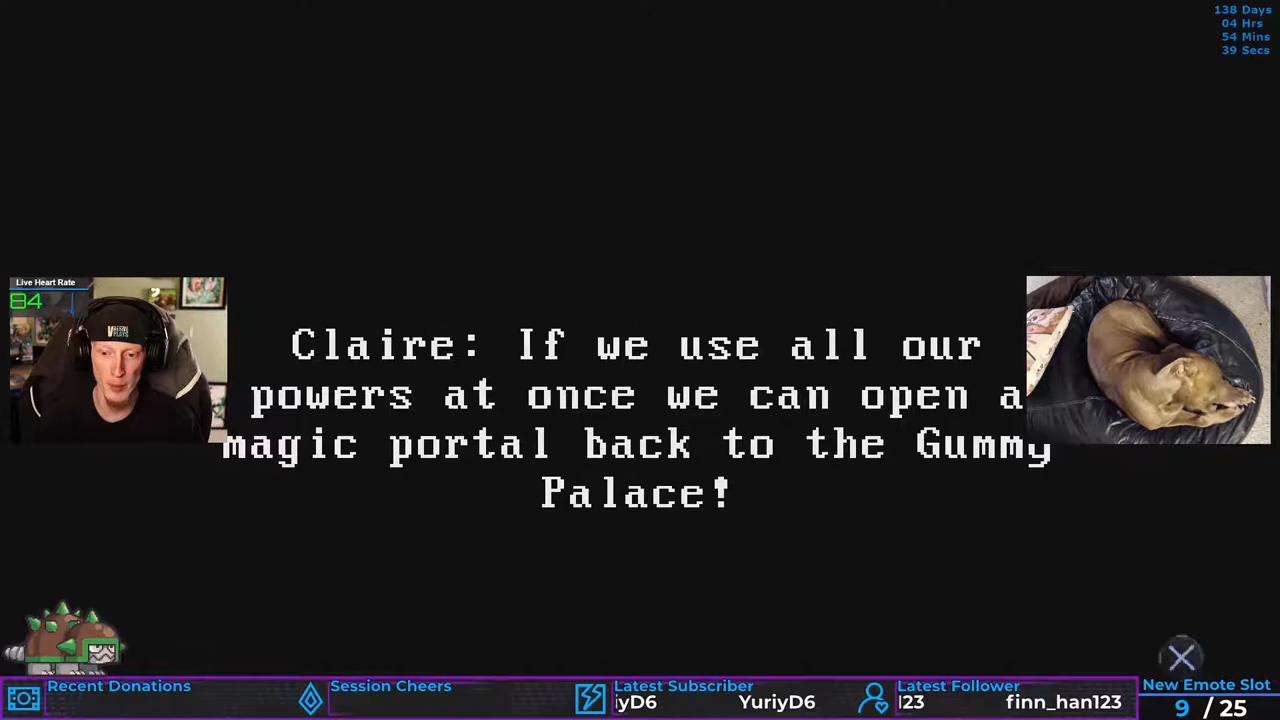 138 Days
04 Hrs
54 Mins
39 Secs
Live Heart Rate
84
Claire: If we use all our
powers at once we can open a
magic portal back to the Gummy
Palace!
Recent Donations
Session Cheers
Latest Subscriber
iyD6 YuriyD6
Latest Follower
123 finn_han123
New Emote Slot
9 / 25